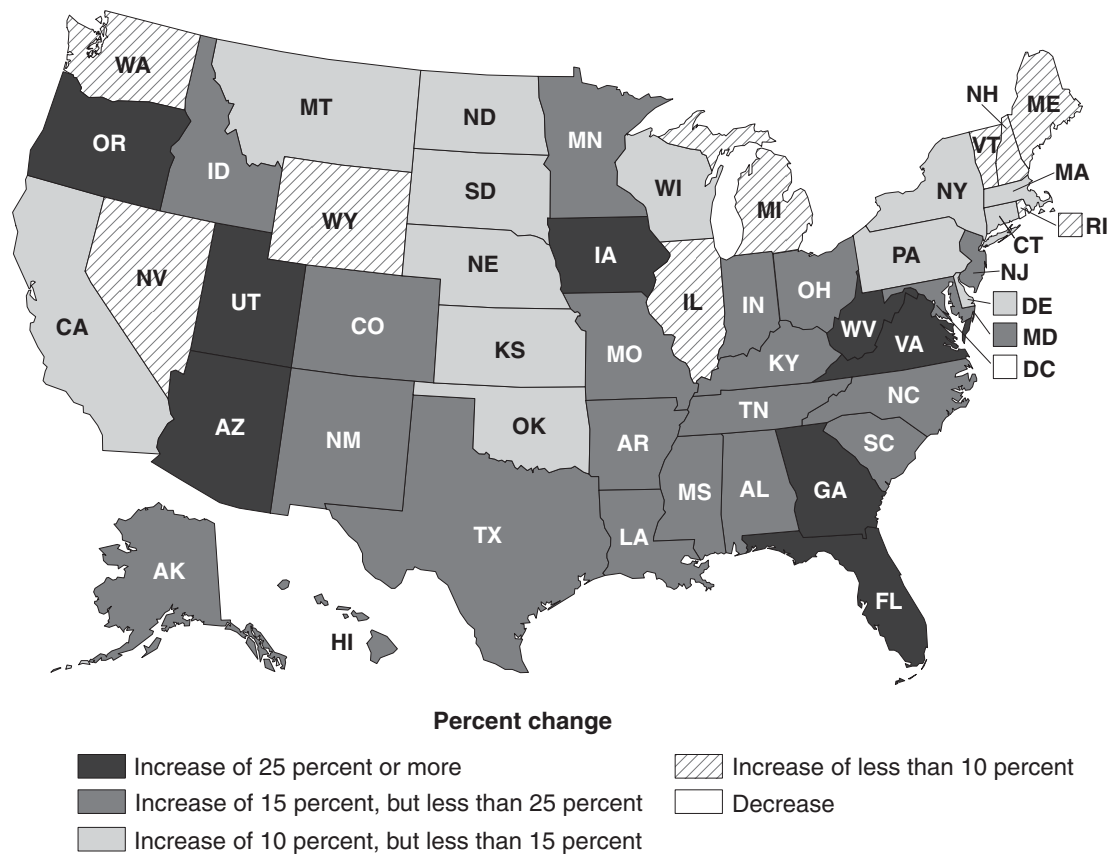 WA
MT
ND
MN
NH
ME
OR
VT
ID
SD
WI
MA
NY
WY
MI
RI
IA
NE
PA
CT
NV
NJ
UT
IL
IN
OH
DE
CA
CO
WV
MD
KS
MO
VA
KY
DC
NC
AZ
NM
OK
TN
AR
SC
MS
AL
GA
TX
LA
AK
FL
HI
Percent change
Increase of 25 percent or more
Increase of 15 percent, but less than 25 percent
Increase of 10 percent, but less than 15 percent
Increase of less than 10 percent
Decrease